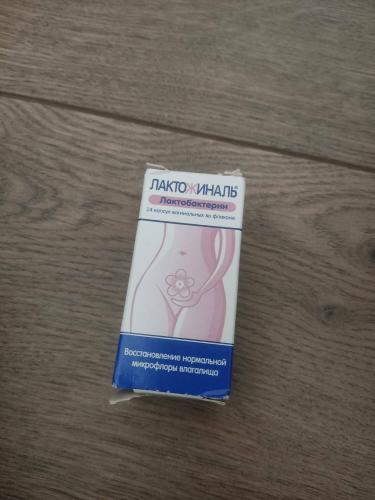 ЛАКТОЖИНАЛЬ®
Лактобактерии
14 капсул вагинальных во флаконе
Восстановление нормальной
микрофлоры влагалища